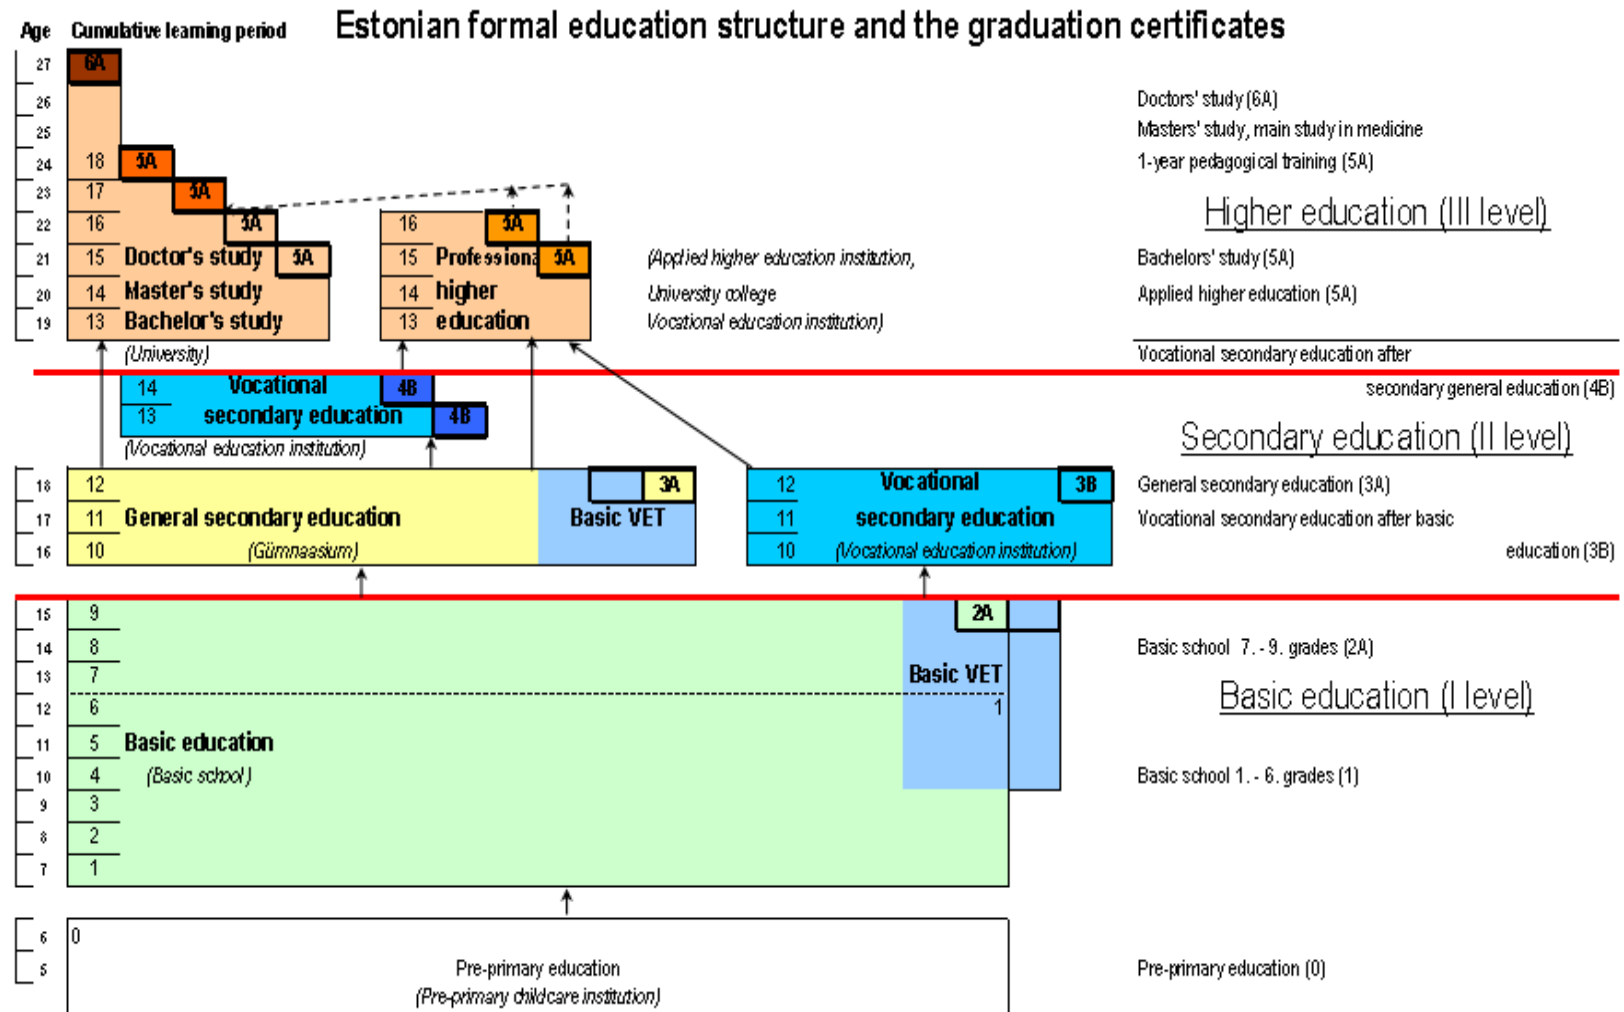 Estonian formal education structure and the graduation certificates
Age Cumulative learning period
27 6A
26 Doctors' study (6A)
25 Masters' study, main study in medicine
24 18 5A 1-year pedagogical training (5A)
23 17 5A
Higher education (III level)
22 16 5A 16 5A
21 15 Doctor's study 5A 15 Professiona 5A (Applied higher education institution, Bachelors' study (5A)
20 14 Master's study 14 higher University college Applied higher education (5A)
19 13 Bachelor's study 13 education Vocational education institution)
(University) Vocational secondary education after
14 Vocational 4B secondary general education (4B)
13 secondary education 4B
Secondary education (II level)
(Vocational education institution)
18 12 3A 12 Vocational 3B General secondary education (3A)
17 11 General secondary education Basic VET 11 secondary education Vocational secondary education after basic
16 10 (Gümnaasium) 10 (Vocational education institution) education (3B)
15 9 2A
14 8 Basic school 7. - 9. grades (2A)
13 7 Basic VET
Basic education (I level)
12 6 1
11 5 Basic education
10 4 (Basic school) Basic school 1. - 6. grades (1)
9 3
8 2
7 1
6 0
5 Pre-primary education Pre-primary education (0)
(Pre-primary childcare institution)